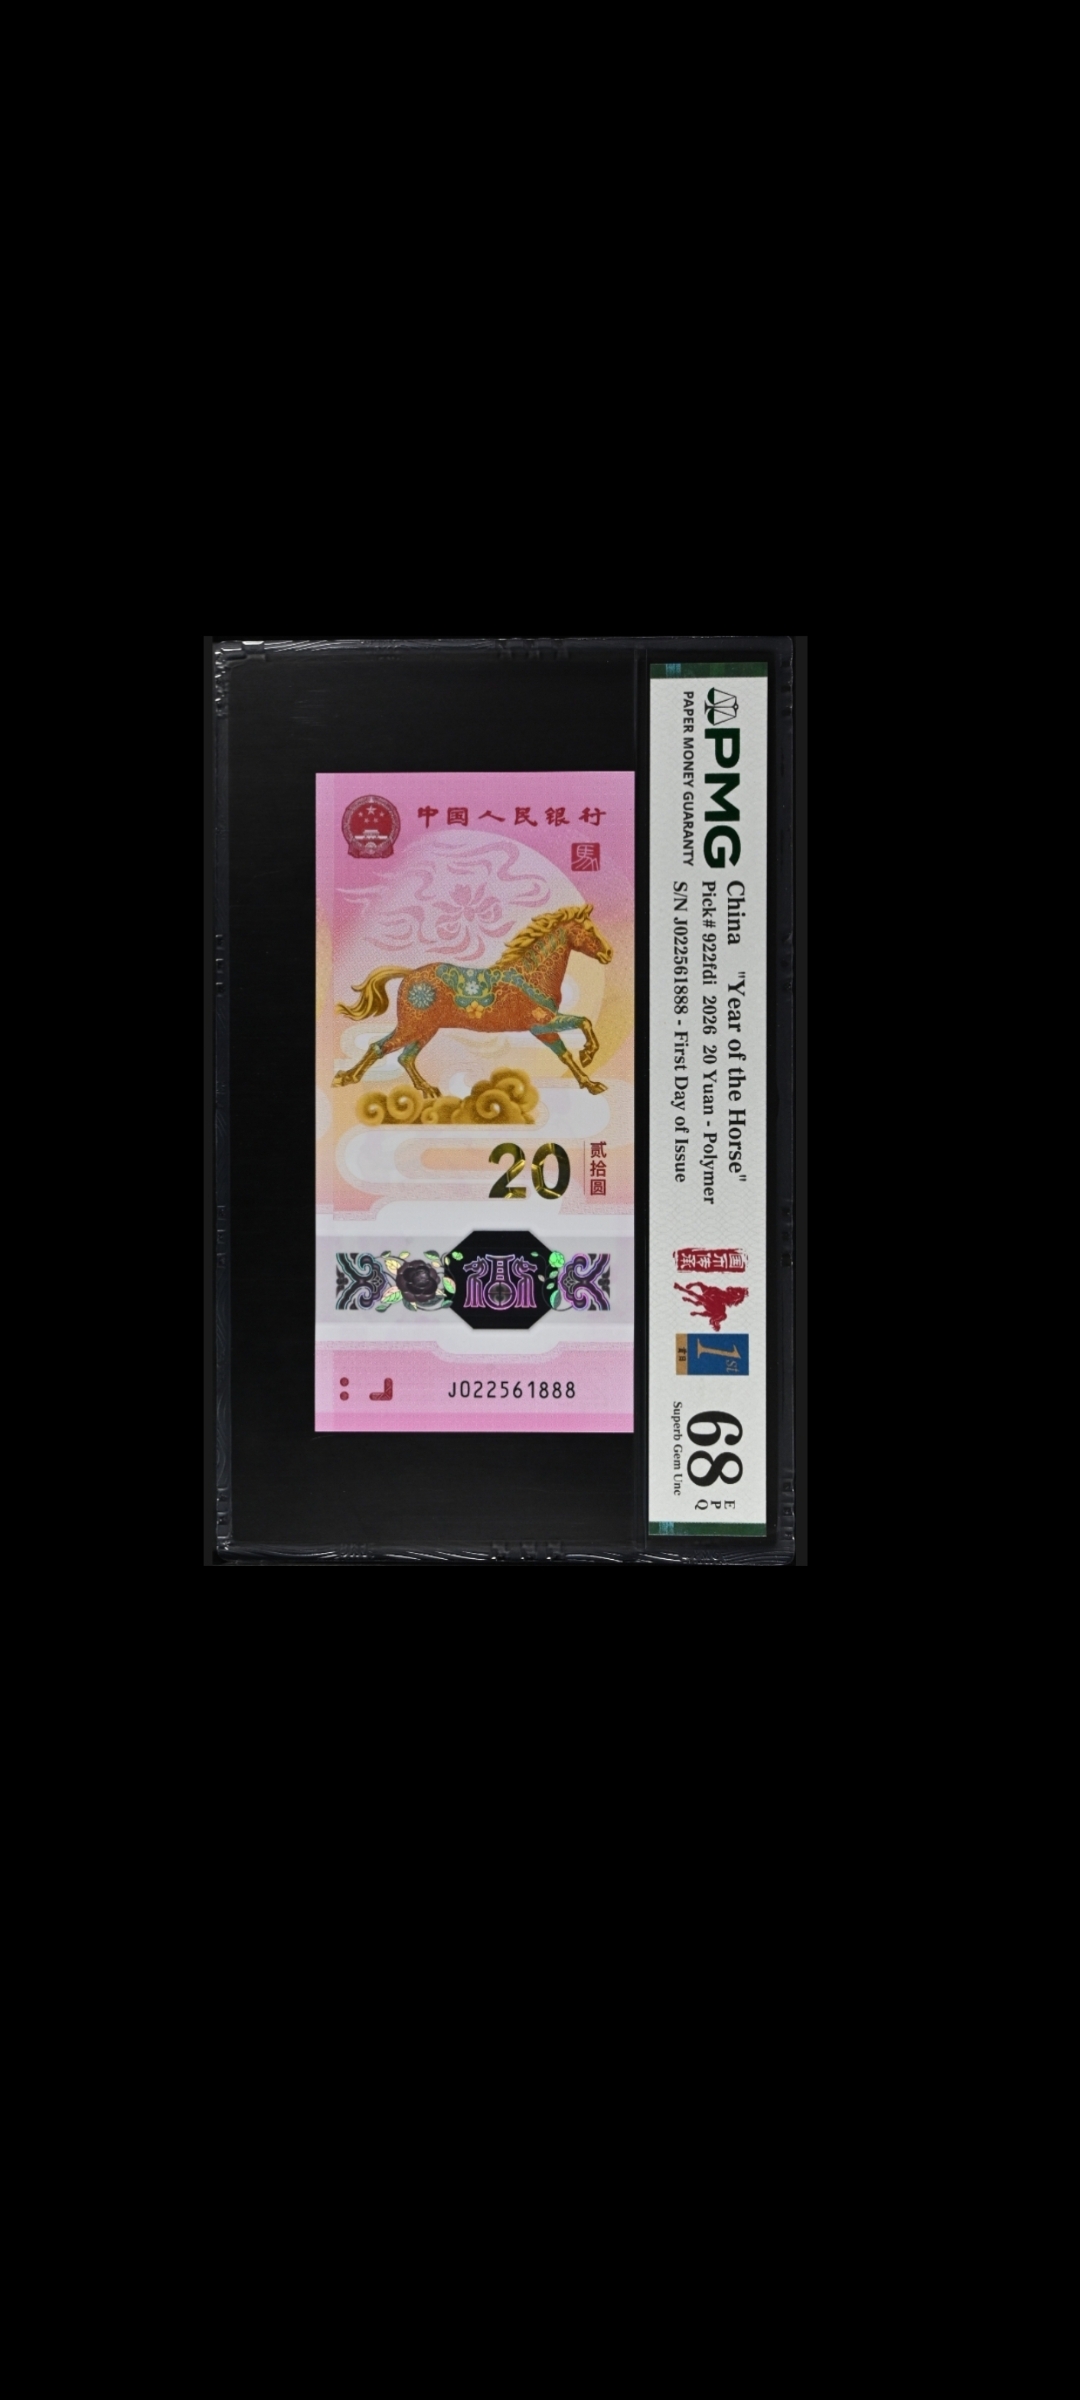 中国人民银行
馬
20
贰拾圆
J022561888
PMG
PAPER MONEY GUARANTY
China "Year of the Horse"
Pick# 922fdi 2026 20 Yuan - Polymer
S/N J022561888 - First Day of Issue
1st
68
EPQ
Superb Gem Unc